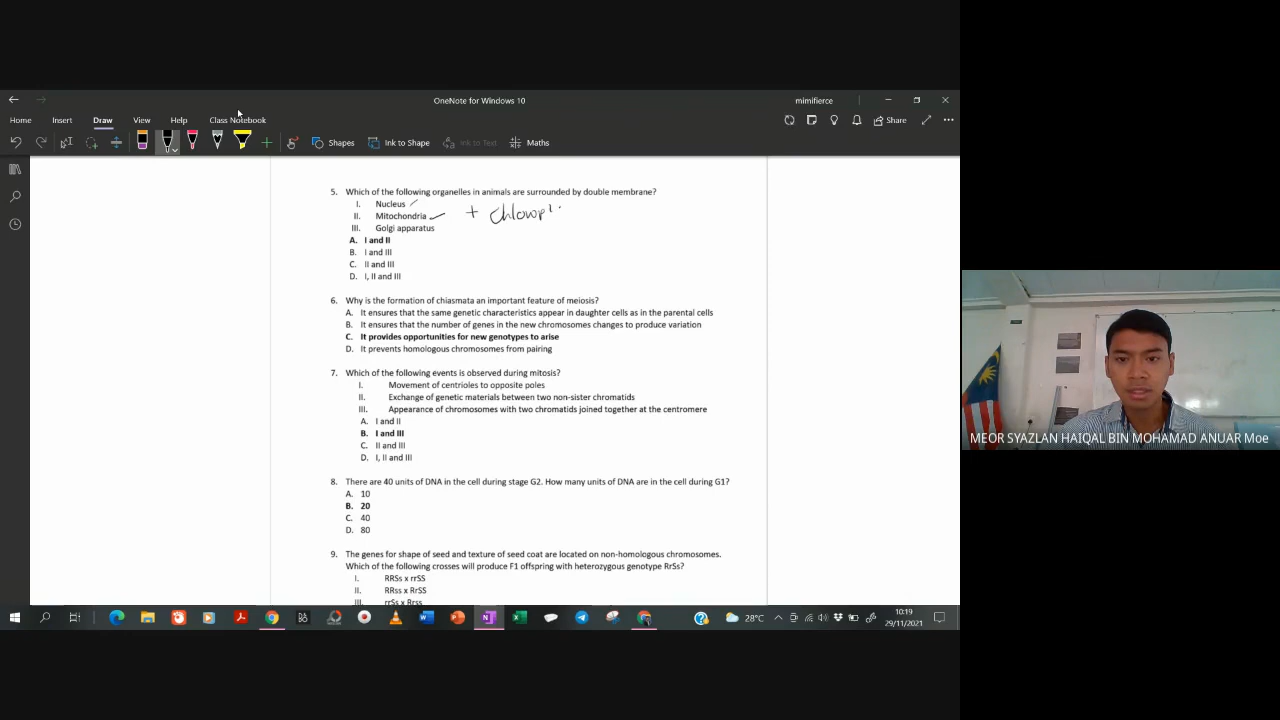 OneNote for Windows 10
mimifierce
Home Insert Draw View Help Class Notebook
Share
Shapes Ink to Shape Ink to Text Maths
5. Which of the following organelles in animals are surrounded by double membrane?
I. Nucleus
II. Mitochondria
+
III. Golgi apparatus
A. I and II
B. I and III
C. II and III
D. I, II and III
6. Why is the formation of chiasmata an important feature of meiosis?
A. It ensures that the same genetic characteristics appear in daughter cells as in the parental cells
B. It ensures that the number of genes in the new chromosomes changes to produce variation
C. It provides opportunities for new genotypes to arise
D. It prevents homologous chromosomes from pairing
7. Which of the following events is observed during mitosis?
I. Movement of centrioles to opposite poles
II. Exchange of genetic materials between two non-sister chromatids
III. Appearance of chromosomes with two chromatids joined together at the centromere
A. I and II
B. I and III
C. II and III
D. I, II and III
8. There are 40 units of DNA in the cell during stage G2. How many units of DNA are in the cell during G1?
A. 10
B. 20
C. 40
D. 80
9. The genes for shape of seed and texture of seed coat are located on non-homologous chromosomes.
Which of the following crosses will produce F1 offspring with heterozygous genotype RrSs?
I. RRSs x rrSS
II. RRss x RrSS
III. rrSs x Rrss
28°C
10:19
29/11/2021
MEOR SYAZLAN HAIQAL BIN MOHAMAD ANUAR Moe